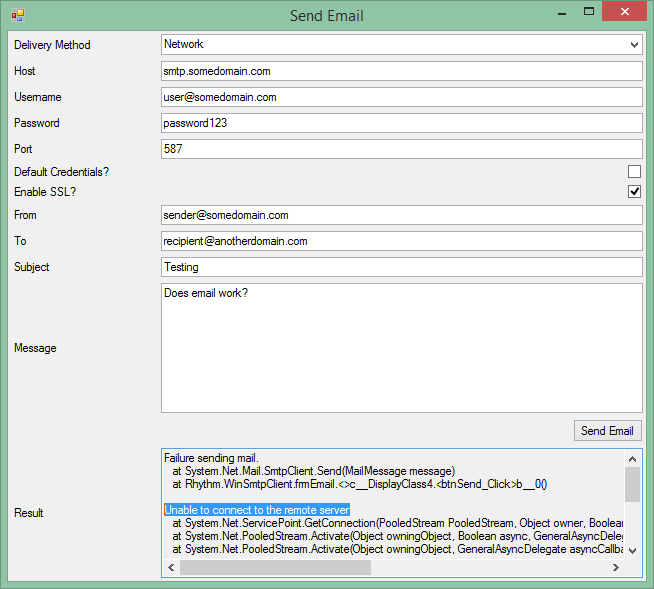 Send Email
Delivery Method Network
Host smtp.somedomain.com
Username user@somedomain.com
Password password123
Port 587
Default Credentials?
Enable SSL?
From sender@somedomain.com
To recipient@anotherdomain.com
Subject Testing
Does email work?
Message
Send Email
Failure sending mail.
at System.Net.Mail.SmtpClient.Send(MailMessage message)
at Rhythm.WinSmtpClient.frmEmail.<>c__DisplayClass4.<btnSend_Click>b__0()
Unable to connect to the remote server
Result
at System.Net.ServicePoint.GetConnection(PooledStream PooledStream, Object owner, Boolean
at System.Net.PooledStream.Activate(Object owningObject, Boolean async, GeneralAsyncDeleg
at System.Net.PooledStream.Activate(Object owningObject, GeneralAsyncDelegate asyncCallba